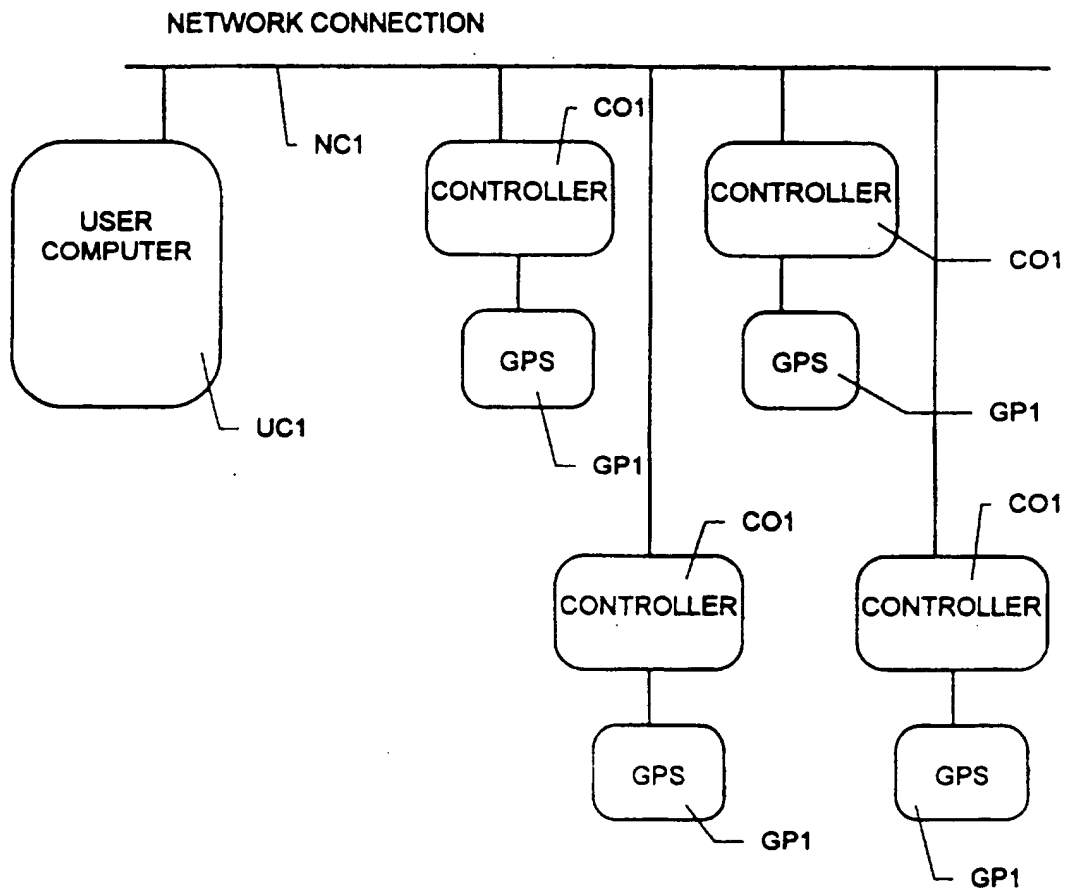 NETWORK CONNECTION
CO1
NC1
CONTROLLER
CONTROLLER
USER
COMPUTER
CO1
GPS
GPS
GP1
UC1
GP1
CO1
CO1
CONTROLLER
CONTROLLER
GPS
GPS
GP1
GP1